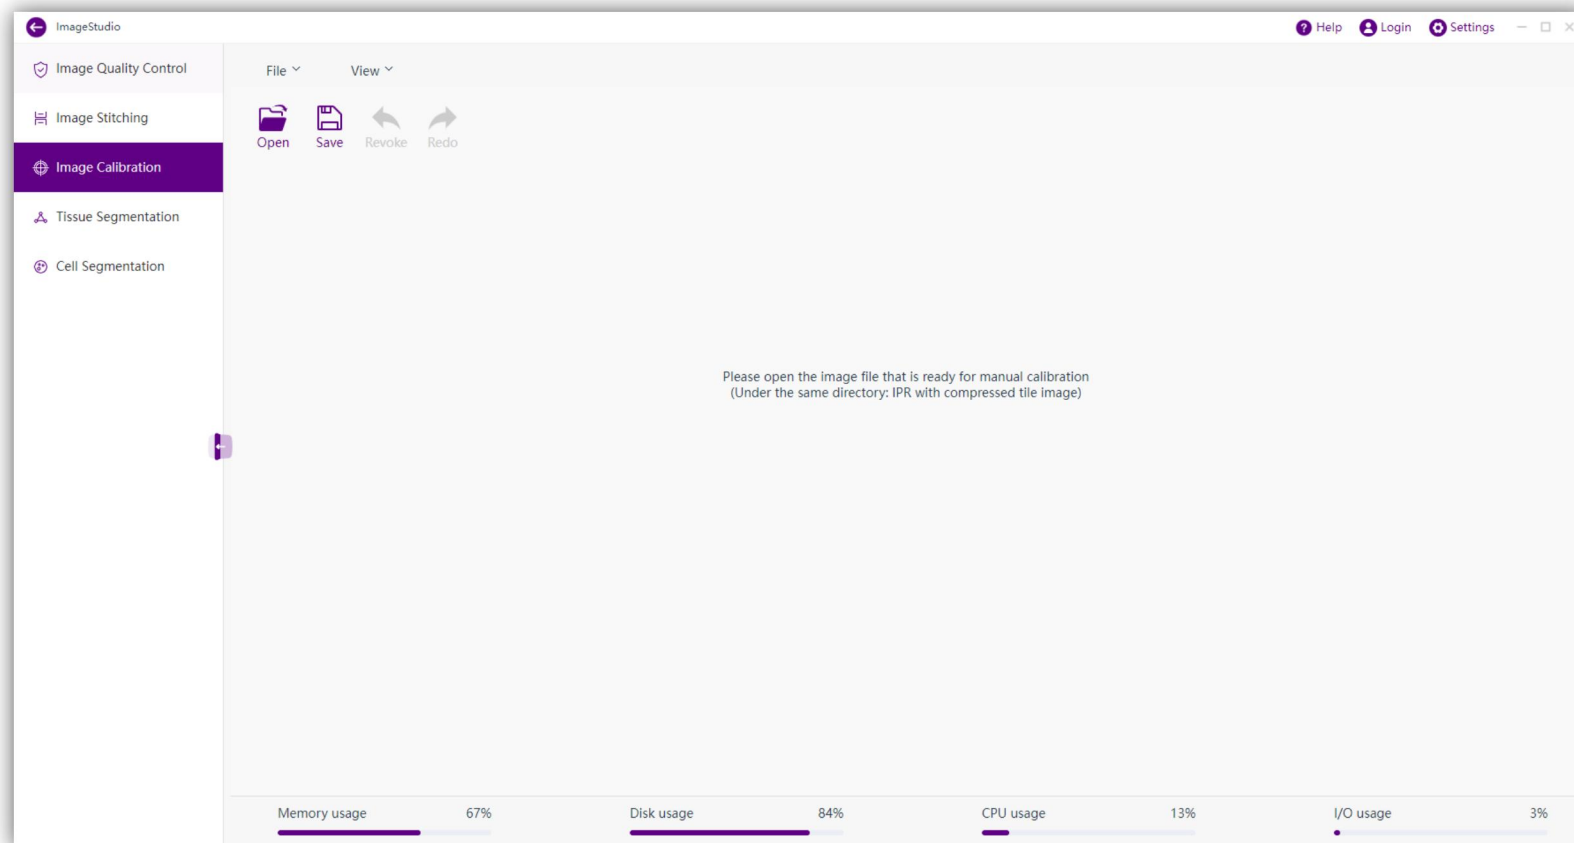 ImageStudio
Help Login Settings
Image Quality Control
Image Stitching
Image Calibration
Tissue Segmentation
Cell Segmentation
File View
Open Save Revoke Redo
Please open the image file that is ready for manual calibration
(Under the same directory: IPR with compressed tile image)
Memory usage 67% Disk usage 84% CPU usage 13% I/O usage 3%